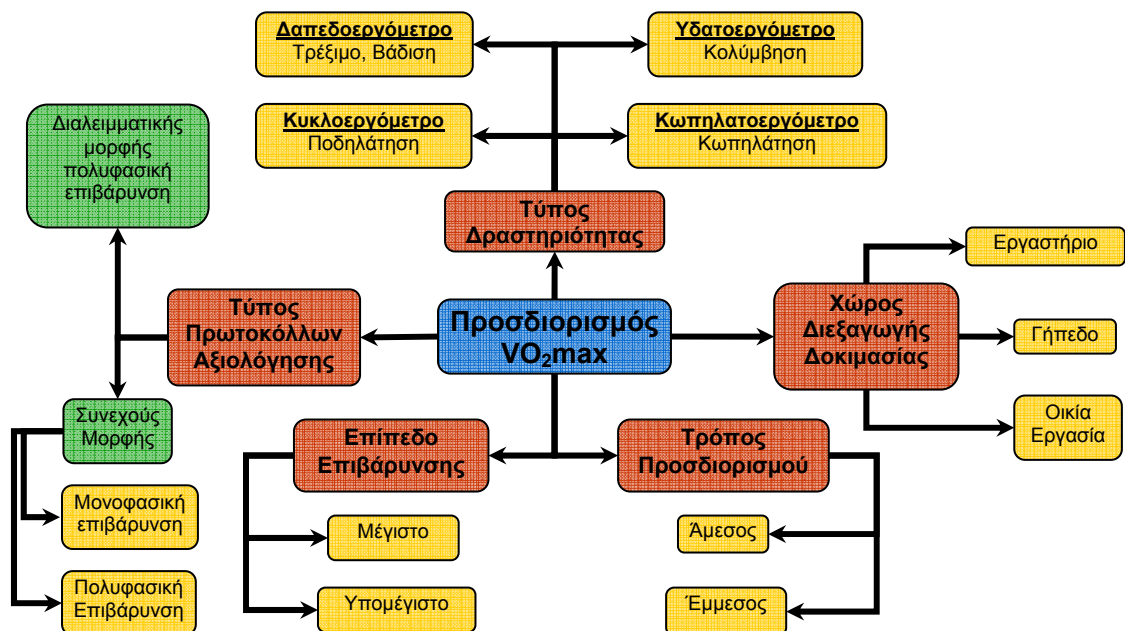 Δαπεδοεργόμετρο
Τρέξιμο, Βάδιση
Υδατοεργόμετρο
Κολύμβηση
Κυκλοεργόμετρο
Ποδηλάτηση
Κωπηλατοεργόμετρο
Κωπηλάτηση
Διαλειμματικής
μορφής
πολυφασική
επιβάρυνση
Τύπος
Δραστηριότητας
Εργαστήριο
Τύπος
Πρωτοκόλλων
Αξιολόγησης
Προσδιορισμός
VO₂max
Χώρος
Διεξαγωγής
Δοκιμασίας
Γήπεδο
Οικία
Εργασία
Συνεχούς
Μορφής
Επίπεδο
Επιβάρυνσης
Τρόπος
Προσδιορισμού
Μονοφασική
επιβάρυνση
Μέγιστο
Άμεσος
Πολυφασική
Επιβάρυνση
Υπομέγιστο
Έμμεσος